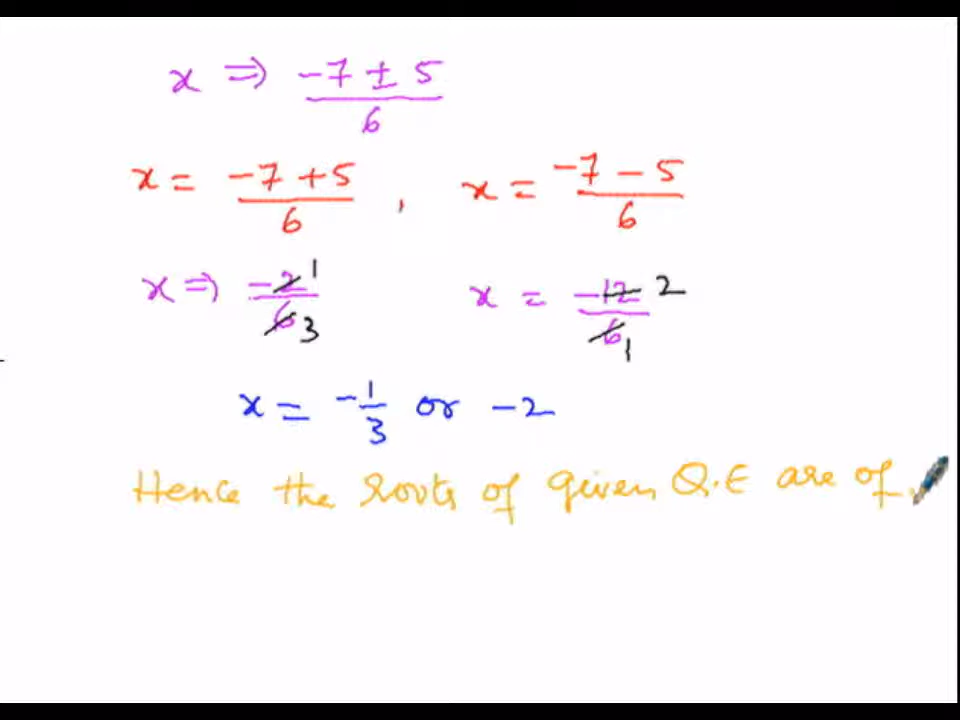 x ⇒ -7 ± 5 / 6
x = -7 + 5 / 6 , x = -7 - 5 / 6
x ⇒ -2 1 / 6 3 x = -12 2 / 6 1
x = -1/3 or -2
Hence the roots of given Q.E are of